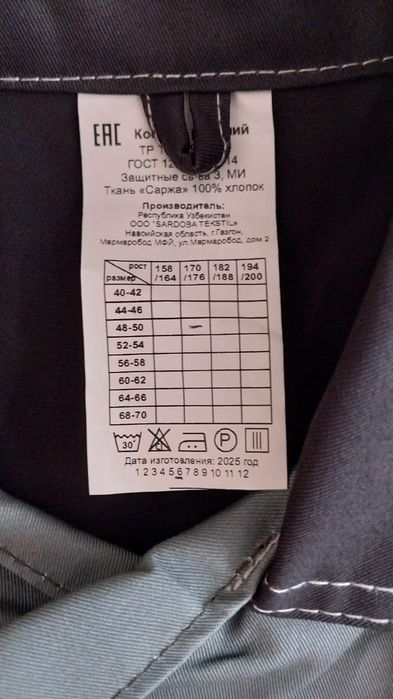 EAC
ТР
ГОСТ 12 14
Защитные св-ва З, МИ
Ткань «Саржа» 100% хлопок
Производитель:
Республика Узбекистан
ООО "SARDOBA TEKSTIL"
Навоийская область, г.Газгон,
Мармаробод МФЙ, ул.Мармаробод, дом 2
рост 158 170 182 194
размер /164 /176 /188 /200
40-42
44-46
48-50 –
52-54
56-58
60-62
64-66
68-70
30° Cl P
Дата изготовления: 2025 год
1 2 3 4 5 6 7 8 9 10 11 12